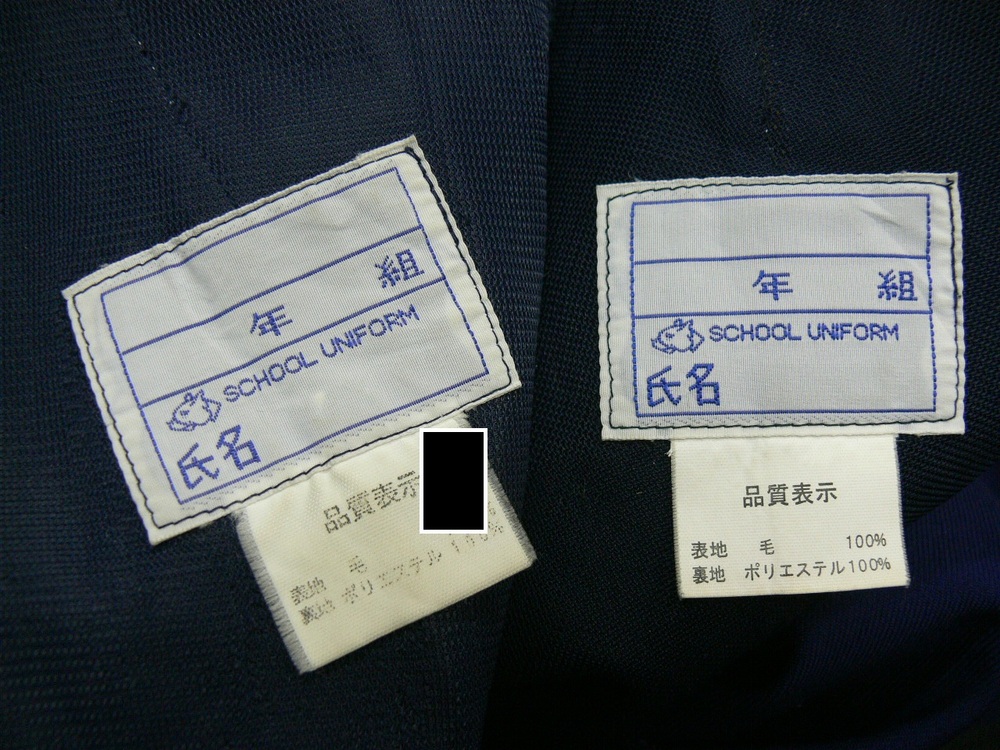 年 組
SCHOOL UNIFORM
氏名
品質表示
表地 毛
裏地 ポリエステル 100%
年 組
SCHOOL UNIFORM
氏名
品質表示
表地 毛 100%
裏地 ポリエステル100%